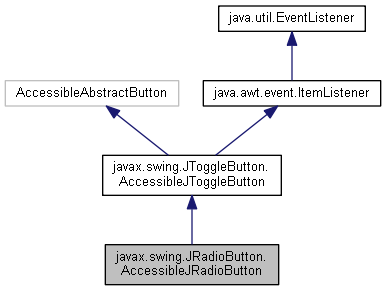 java.util.EventListener
AccessibleAbstractButton
java.awt.event.ItemListener
javax.swing.JToggleButton.
AccessibleJToggleButton
javax.swing.JRadioButton.
AccessibleJRadioButton